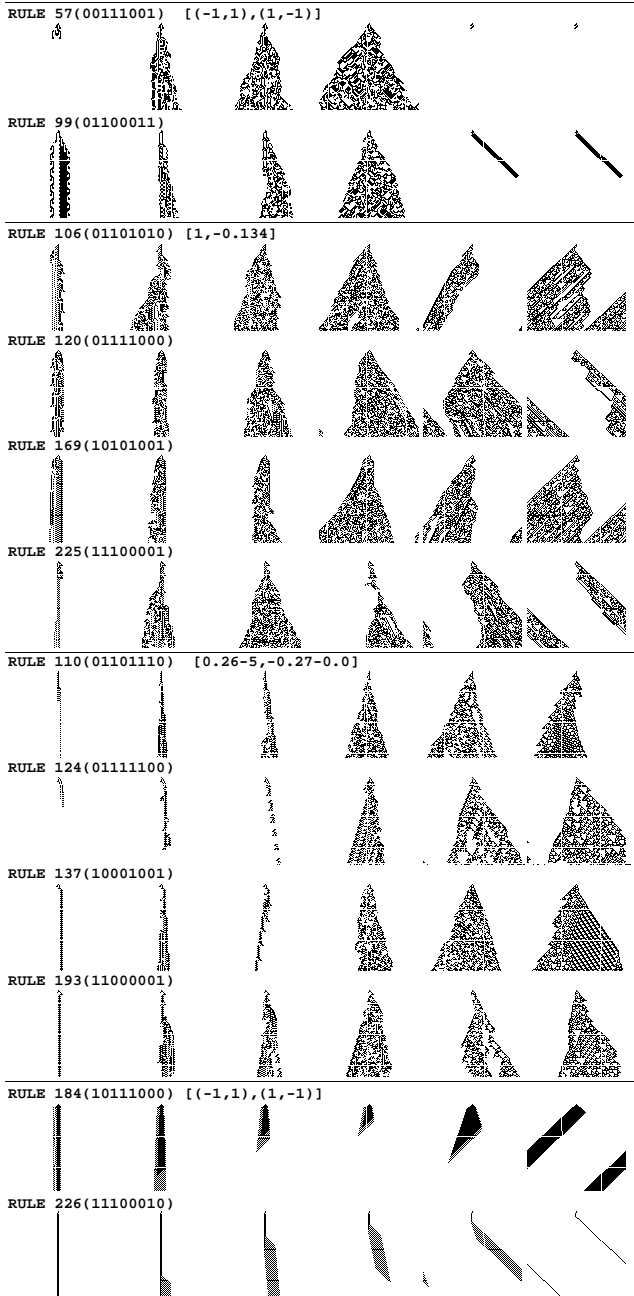 RULE 57(00111001) [(-1,1),(1,-1)]
RULE 99(01100011)
RULE 106(01101010) [1,-0.134]
RULE 120(01111000)
RULE 169(10101001)
RULE 225(11100001)
RULE 110(01101110) [0.26-5,-0.27-0.0]
RULE 124(01111100)
RULE 137(10001001)
RULE 193(11000001)
RULE 184(10111000) [(-1,1),(1,-1)]
RULE 226(11100010)